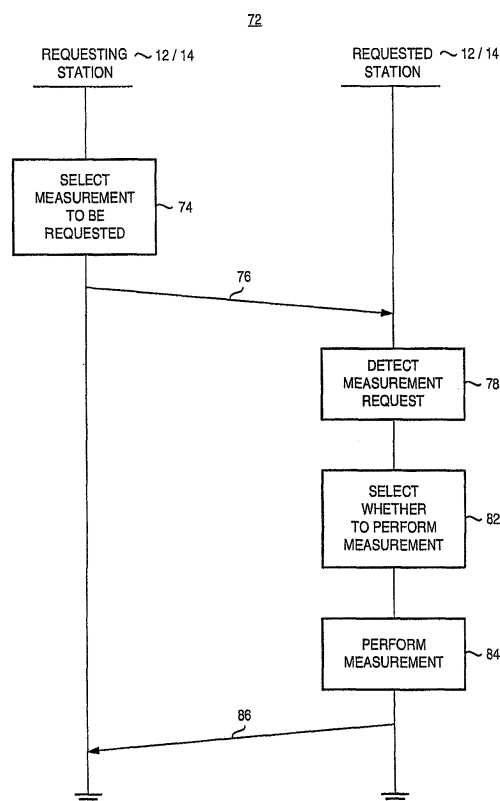 72
REQUESTING ~ 12 / 14
STATION
REQUESTED ~ 12 / 14
STATION
SELECT
MEASUREMENT
TO BE
REQUESTED
74
76
DETECT
MEASUREMENT
REQUEST
78
SELECT
WHETHER
TO PERFORM
MEASUREMENT
82
PERFORM
MEASUREMENT
84
86